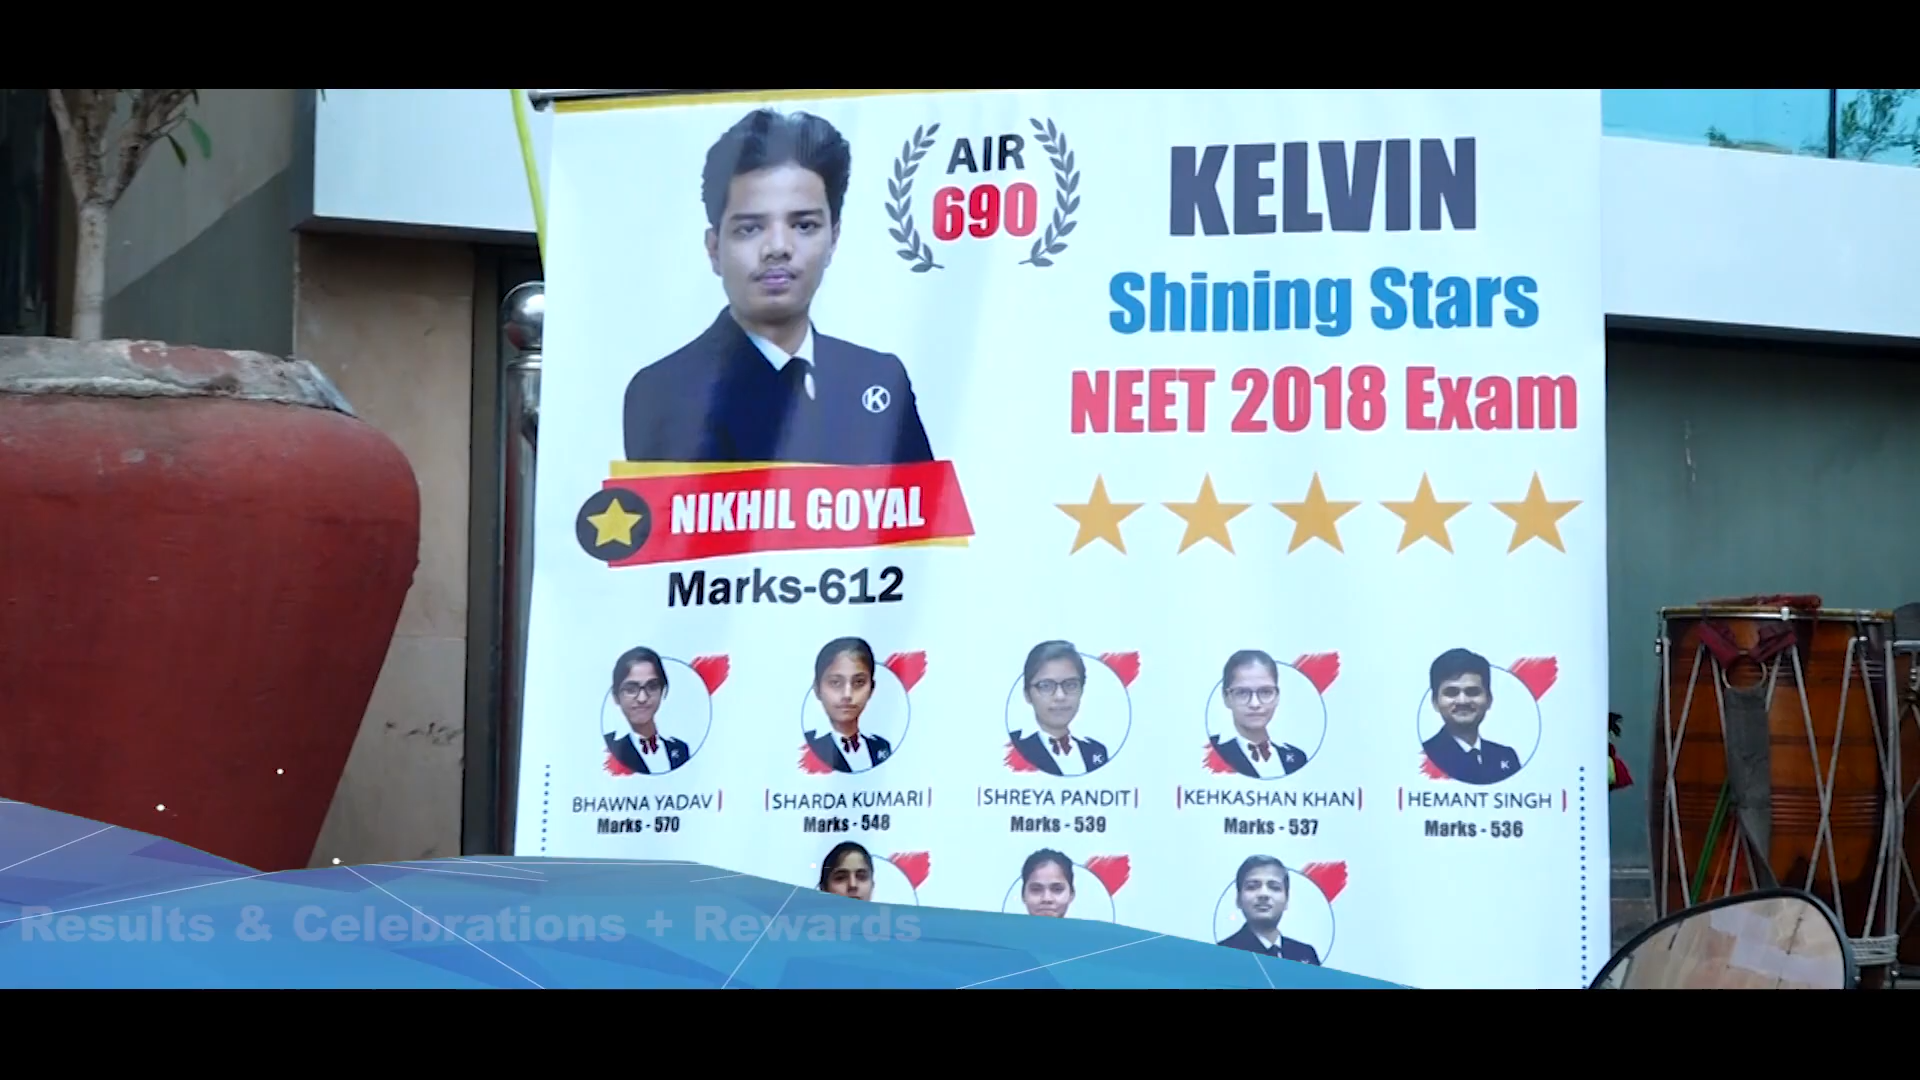 AIR
690
KELVIN
Shining Stars
NEET 2018 Exam
K
NIKHIL GOYAL
Marks-612
BHAWNA YADAV
Marks - 570
SHARDA KUMARI
Marks - 548
SHREYA PANDIT
Marks - 539
KEHKASHAN KHAN
Marks - 537
HEMANT SINGH
Marks - 536
Results & Celebrations + Rewards